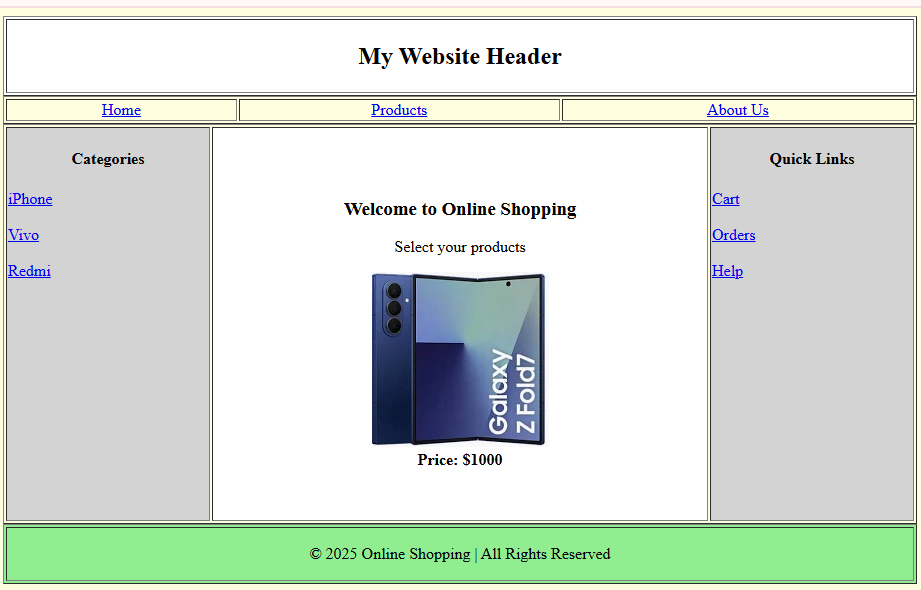 My Website Header
Home Products About Us
Categories
iPhone
Vivo
Redmi
Welcome to Online Shopping
Select your products
Galaxy
Z Fold7
Price: $1000
Quick Links
Cart
Orders
Help
© 2025 Online Shopping | All Rights Reserved